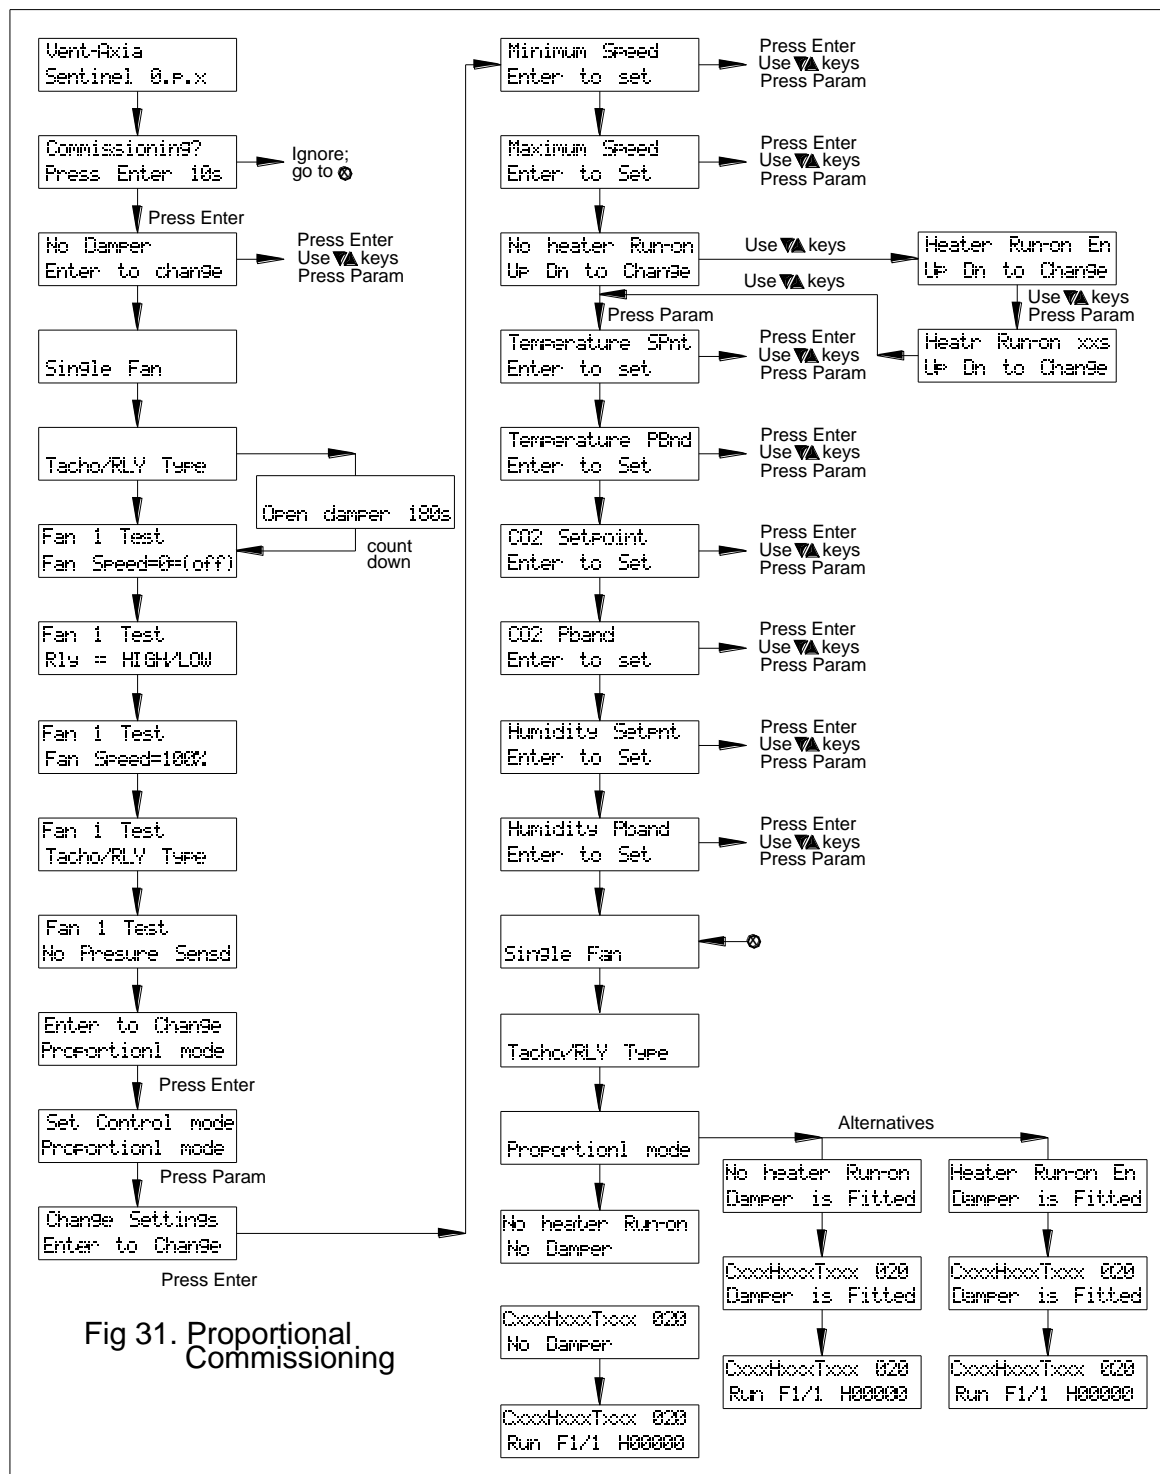 Vent-Axia
Sentinel 0.p.x
Commissioning?
Press Enter 10s
Ignore;
go to ⊗
Press Enter
No Damper
Enter to change
Press Enter
Use ▼▲ keys
Press Param
Single Fan
Tacho/RLY Type
Open damper 180s
count
down
Fan 1 Test
Fan Speed=0=(off)
Fan 1 Test
Rly = HIGH/LOW
Fan 1 Test
Fan Speed=100%
Fan 1 Test
Tacho/RLY Type
Fan 1 Test
No Presure Sensd
Enter to Change
Proportionl mode
Press Enter
Set Control mode
Proportionl mode
Press Param
Change Settings
Enter to Change
Press Enter
Fig 31. Proportional
Commissioning
Minimum Speed
Enter to set
Press Enter
Use ▼▲ keys
Press Param
Maximum Speed
Enter to Set
Press Enter
Use ▼▲ keys
Press Param
No heater Run-on
Up Dn to Change
Use ▼▲ keys
Heater Run-on En
Up Dn to Change
Use ▼▲ keys
Use ▼▲ keys
Press Param
Heatr Run-on xxs
Up Dn to Change
Press Param
Temperature SPnt
Enter to set
Press Enter
Use ▼▲ keys
Press Param
Temperature PBnd
Enter to Set
Press Enter
Use ▼▲ keys
Press Param
CO2 Setpoint
Enter to Set
Press Enter
Use ▼▲ keys
Press Param
CO2 Pband
Enter to set
Press Enter
Use ▼▲ keys
Press Param
Humidity Setpnt
Enter to Set
Press Enter
Use ▼▲ keys
Press Param
Humidity Pband
Enter to Set
Press Enter
Use ▼▲ keys
Press Param
Single Fan
⊗
Tacho/RLY Type
Proportionl mode
Alternatives
No heater Run-on
No Damper
CxxxHxxxTxxx 020
No Damper
CxxxHxxxTxxx 020
Run F1/1 H00000
No heater Run-on
Damper is Fitted
CxxxHxxxTxxx 020
Damper is Fitted
CxxxHxxxTxxx 020
Run F1/1 H00000
Heater Run-on En
Damper is Fitted
CxxxHxxxTxxx 020
Damper is Fitted
CxxxHxxxTxxx 020
Run F1/1 H00000